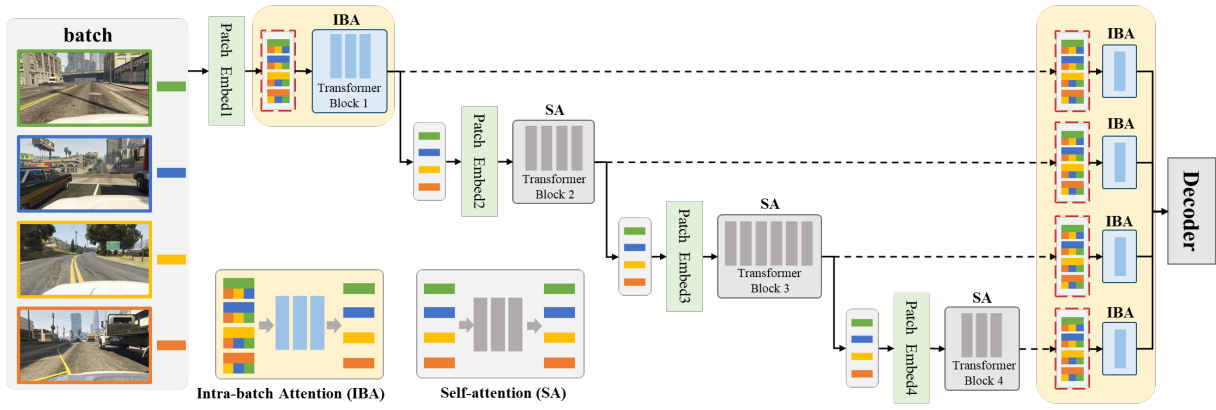 batch
Patch Embed1
IBA
Transformer
Block 1
Patch Embed2
SA
Transformer
Block 2
Patch Embed3
SA
Transformer
Block 3
Patch Embed4
SA
Transformer
Block 4
IBA
IBA
IBA
IBA
Decoder
Intra-batch Attention (IBA)
Self-attention (SA)